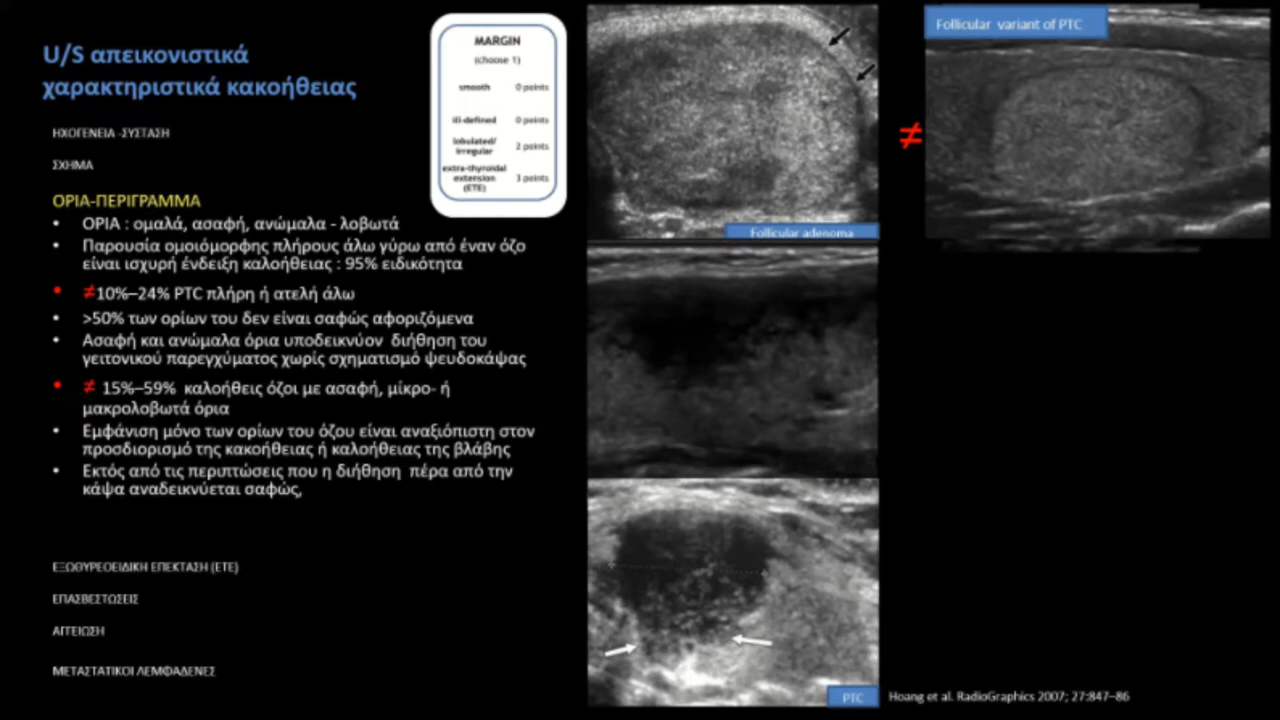 U/S απεικονιστικά
χαρακτηριστικά κακοήθειας
ΗΧΟΓΕΝΕΙΑ -ΣΥΣΤΑΣΗ
ΣΧΗΜΑ
ΟΡΙΑ-ΠΕΡΙΓΡΑΜΜΑ
• ΟΡΙΑ : ομαλά, ασαφή, ανώμαλα - λοβωτά
• Παρουσία ομοιόμορφης πλήρους άλω γύρω από έναν όζο
είναι ισχυρή ένδειξη καλοήθειας : 95% ειδικότητα
• ≠10%–24% PTC πλήρη ή ατελή άλω
• >50% των ορίων του δεν είναι σαφώς αφοριζόμενα
• Ασαφή και ανώμαλα όρια υποδεικνύον διήθηση του
γειτονικού παρεγχύματος χωρίς σχηματισμό ψευδοκάψας
• ≠ 15%–59% καλοήθεις όζοι με ασαφή, μίκρο- ή
μακρολοβωτά όρια
• Εμφάνιση μόνο των ορίων του όζου είναι αναξιόπιστη στον
προσδιορισμό της κακοήθειας ή καλοήθειας της βλάβης
• Εκτός από τις περιπτώσεις που η διήθηση πέρα από την
κάψα αναδεικνύεται σαφώς,
ΕΞΩΘΥΡΕΟΕΙΔΙΚΗ ΕΠΕΚΤΑΣΗ (ETE)
ΕΠΑΣΒΕΣΤΩΣΕΙΣ
ΑΓΓΕΙΩΣΗ
ΜΕΤΑΣΤΑΤΙΚΟΙ ΛΕΜΦΑΔΕΝΕΣ
MARGIN
(choose 1)
smooth 0 points
ill-defined 0 points
lobulated/
irregular 2 points
extra-thyroidal
extension 3 points
(ETE)
Follicular adenoma
≠
Follicular variant of PTC
PTC
Hoang et al. RadioGraphics 2007; 27:847–86